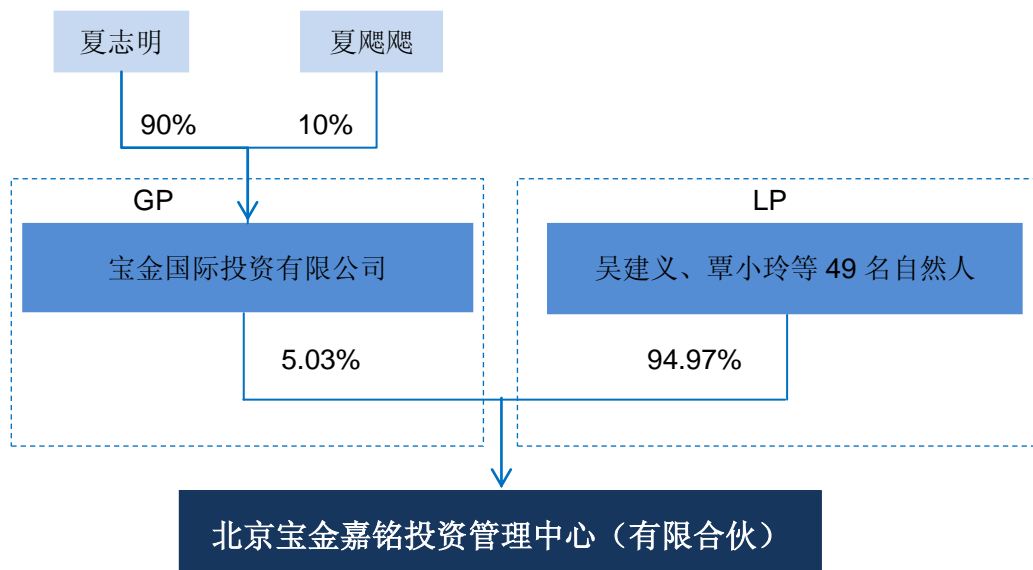 夏志明
夏飔飔
90%
10%
GP
LP
宝金国际投资有限公司
吴建义、覃小玲等 49 名自然人
5.03%
94.97%
北京宝金嘉铭投资管理中心（有限合伙）